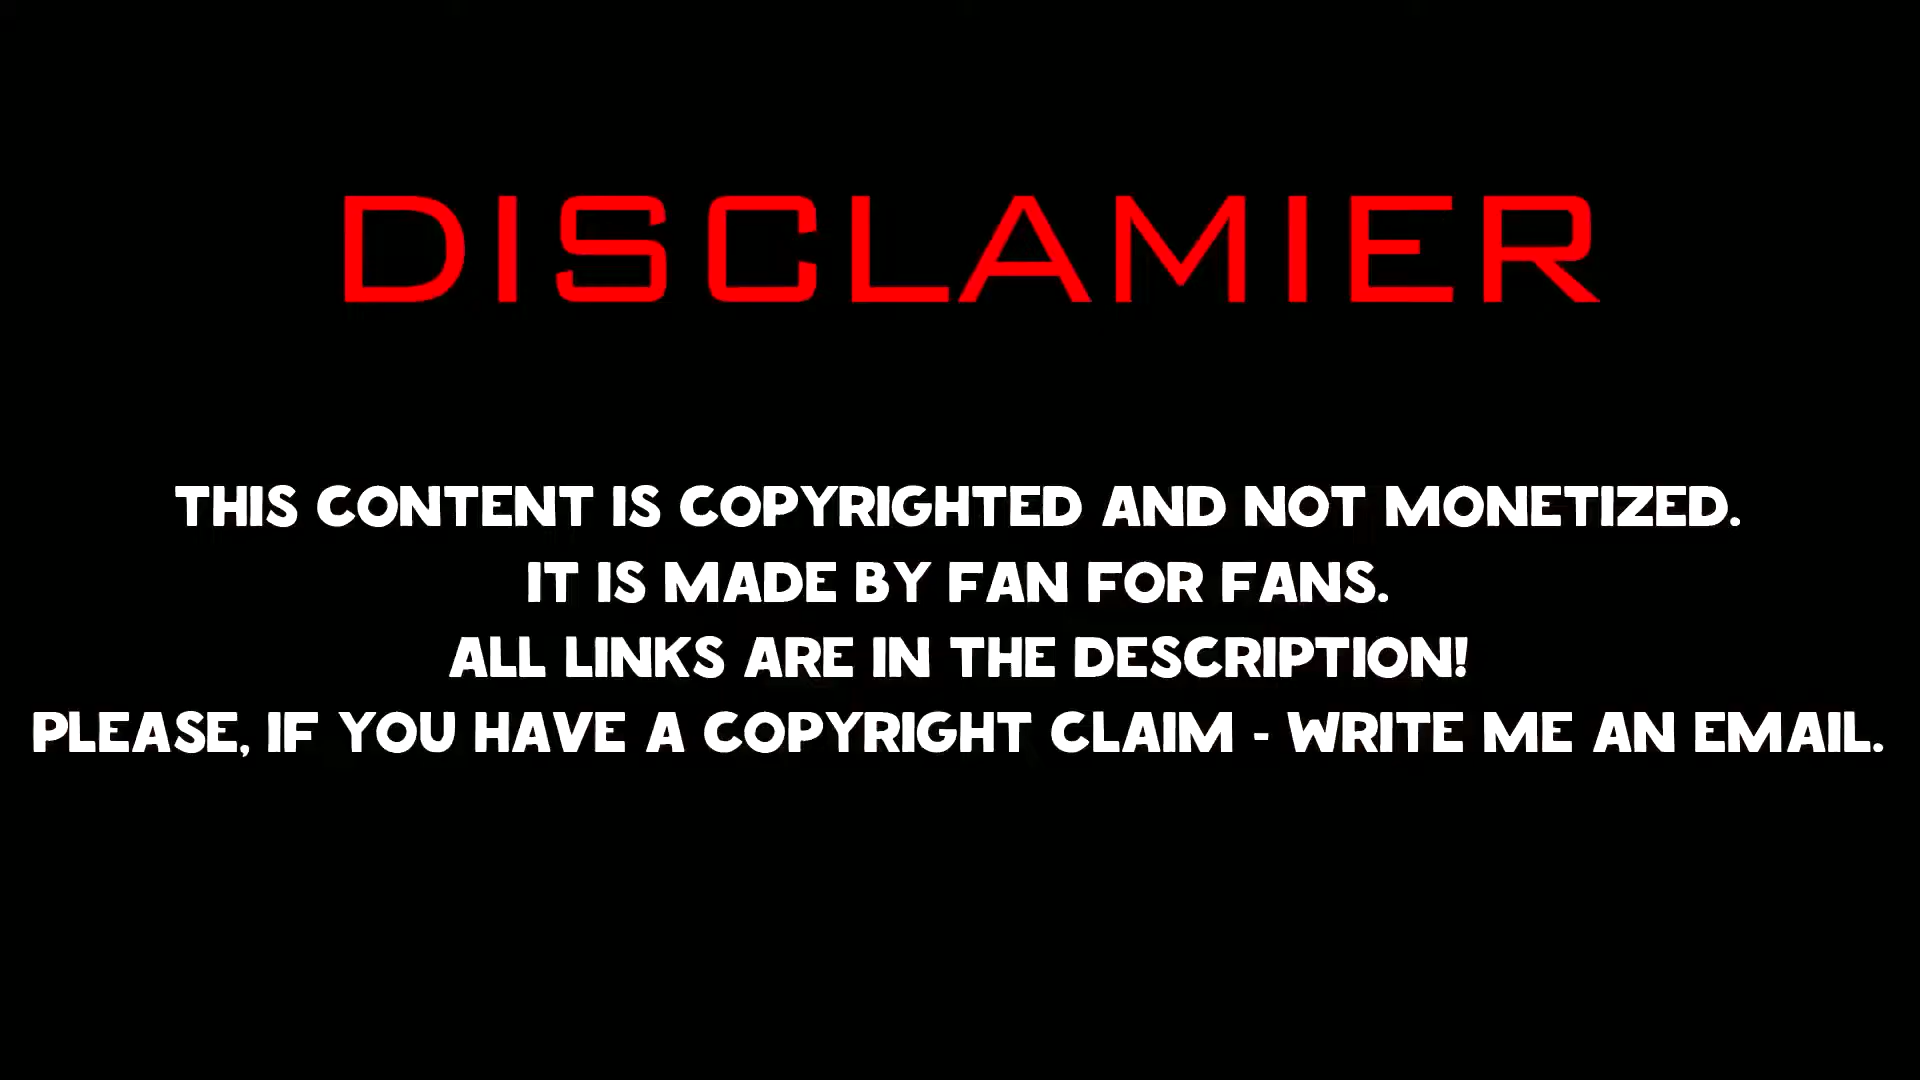 DISCLAMIER
THIS CONTENT IS COPYRIGHTED AND NOT MONETIZED.
IT IS MADE BY FAN FOR FANS.
ALL LINKS ARE IN THE DESCRIPTION!
PLEASE, IF YOU HAVE A COPYRIGHT CLAIM - WRITE ME AN EMAIL.